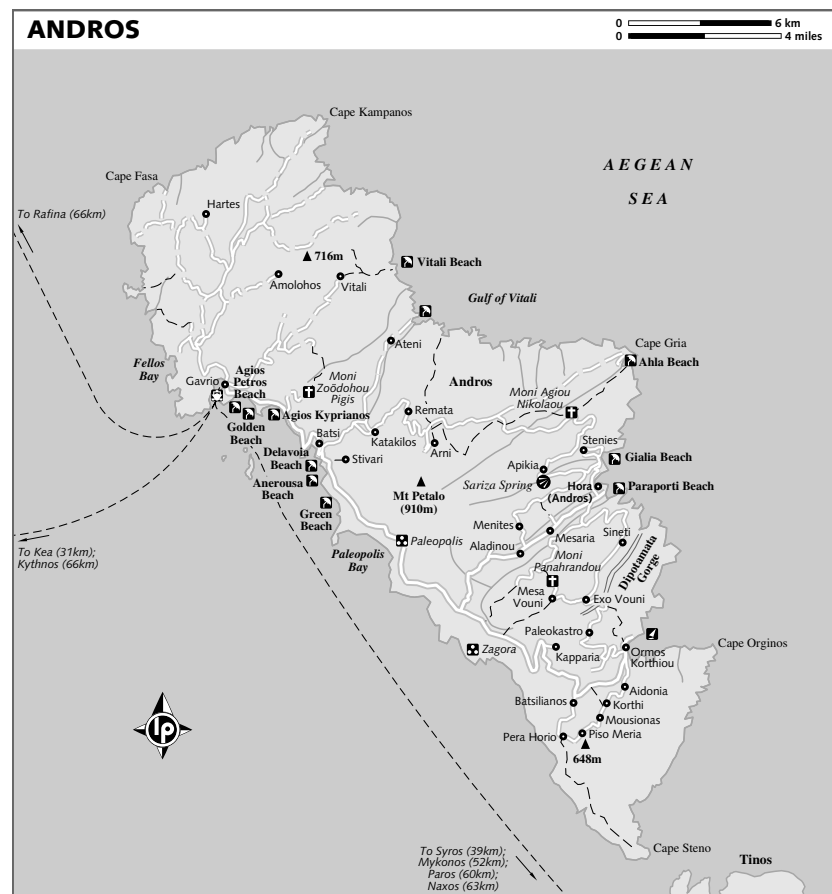 ANDROS
0 6 km
0 4 miles
Cape Kampanos
AEGEAN
SEA
Cape Fasa
Hartes
To Rafina (66km)
716m
Vitali Beach
Amolohos
Vitali
Gulf of Vitali
Ateni
Cape Gria
Ahla Beach
Fellos
Bay
Agios
Petros
Beach
Gavrio
Moni
Zoödohou
Pigis
Andros
Moni Agiou
Nikolaou
Remata
Agios Kyprianos
Golden
Beach
Batsi
Katakilos
Arni
Stenies
Delavoia
Beach
Stivari
Gialia Beach
Apikia
Anerousa
Beach
Sariza Spring
Hora
(Andros)
Paraporti Beach
Mt Petalo
(910m)
Green
Beach
Menites
Mesaria
Sineti
To Kea (31km);
Kythnos (66km)
Paleopolis
Bay
Paleopolis
Aladinou
Moni
Panahrandou
Dipotamata
Gorge
Mesa
Vouni
Exo Vouni
Paleokastro
Cape Orginos
Zagora
Kapparia
Ormos
Korthiou
Aidonia
Batsilianos
Korthi
Mousionas
lp
Pera Horio
Piso Meria
648m
Cape Steno
To Syros (39km);
Mykonos (52km);
Paros (60km);
Naxos (63km)
Tinos